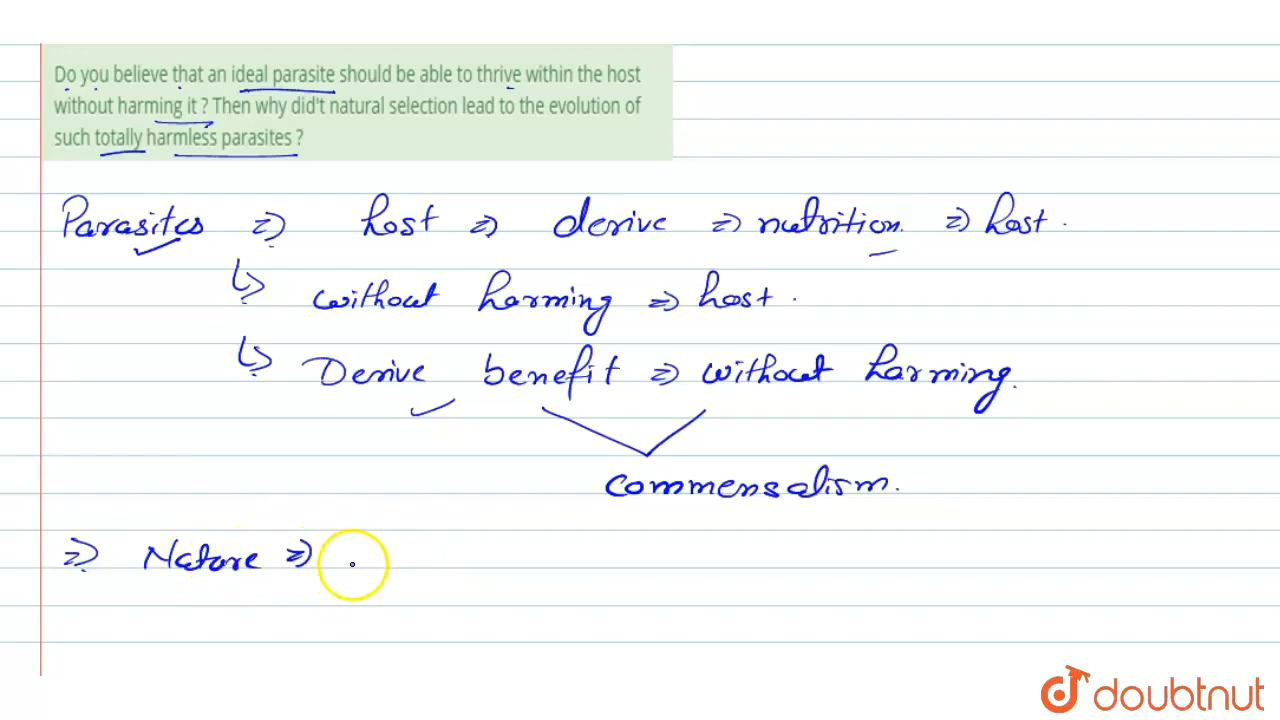 Do you believe that an ideal parasite should be able to thrive within the host
without harming it ? Then why did't natural selection lead to the evolution of
such totally harmless parasites ?
Parasites ⇒ host ⇒ derive ⇒ nutrition. ⇒ host.
↳ without harming ⇒ host.
↳ Derive benefit ⇒ without harming.
commensalism.
⇒ Nature ⇒
doubtnut